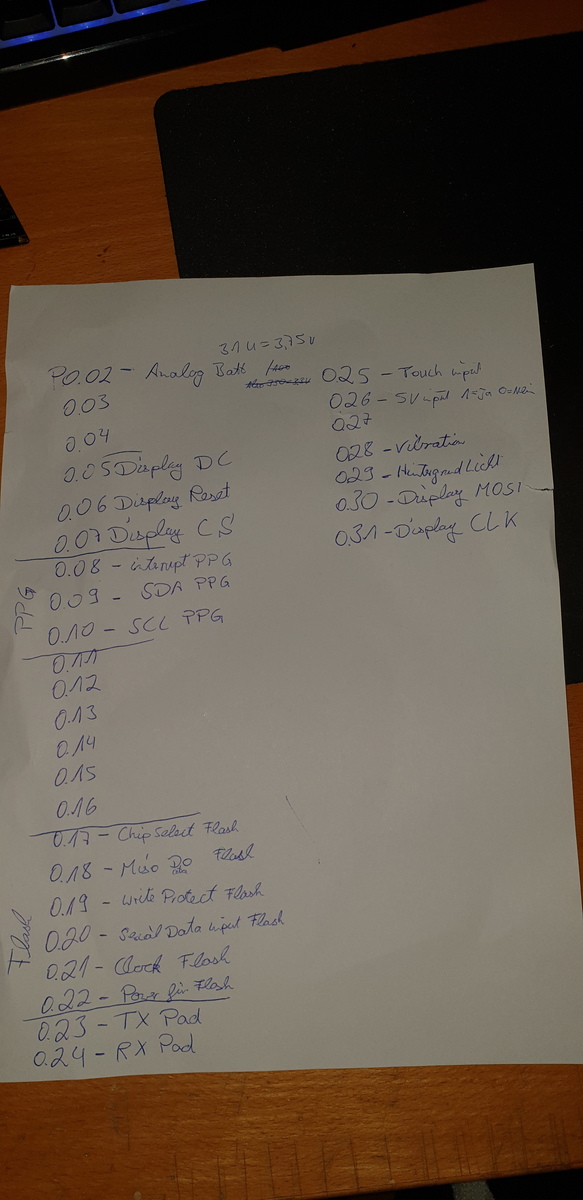 311 = 3,75V
P0.02 - Analog Batt
0.03
0.04
0.05 Display DC
0.06 Display Reset
0.07 Display CS
PPG
0.08 - interrupt PPG
0.09 - SDA PPG
0.10 - SCL PPG
0.11
0.12
0.13
0.14
0.15
0.16
Flash
0.17 - Chip Select Flash
0.18 - Miso Do Flash
0.19 - Write Protect Flash
0.20 - Serial Data input Flash
0.21 - Clock Flash
0.22 - Power für Flash
0.23 - TX Pad
0.24 - RX Pad
0.25 - Touch input
0.26 - 5V input 1=Ja 0=Nein
0.27
0.28 - Vibration
0.29 - Hintergrund Licht
0.30 - Display MOSI
0.31 - Display CLK